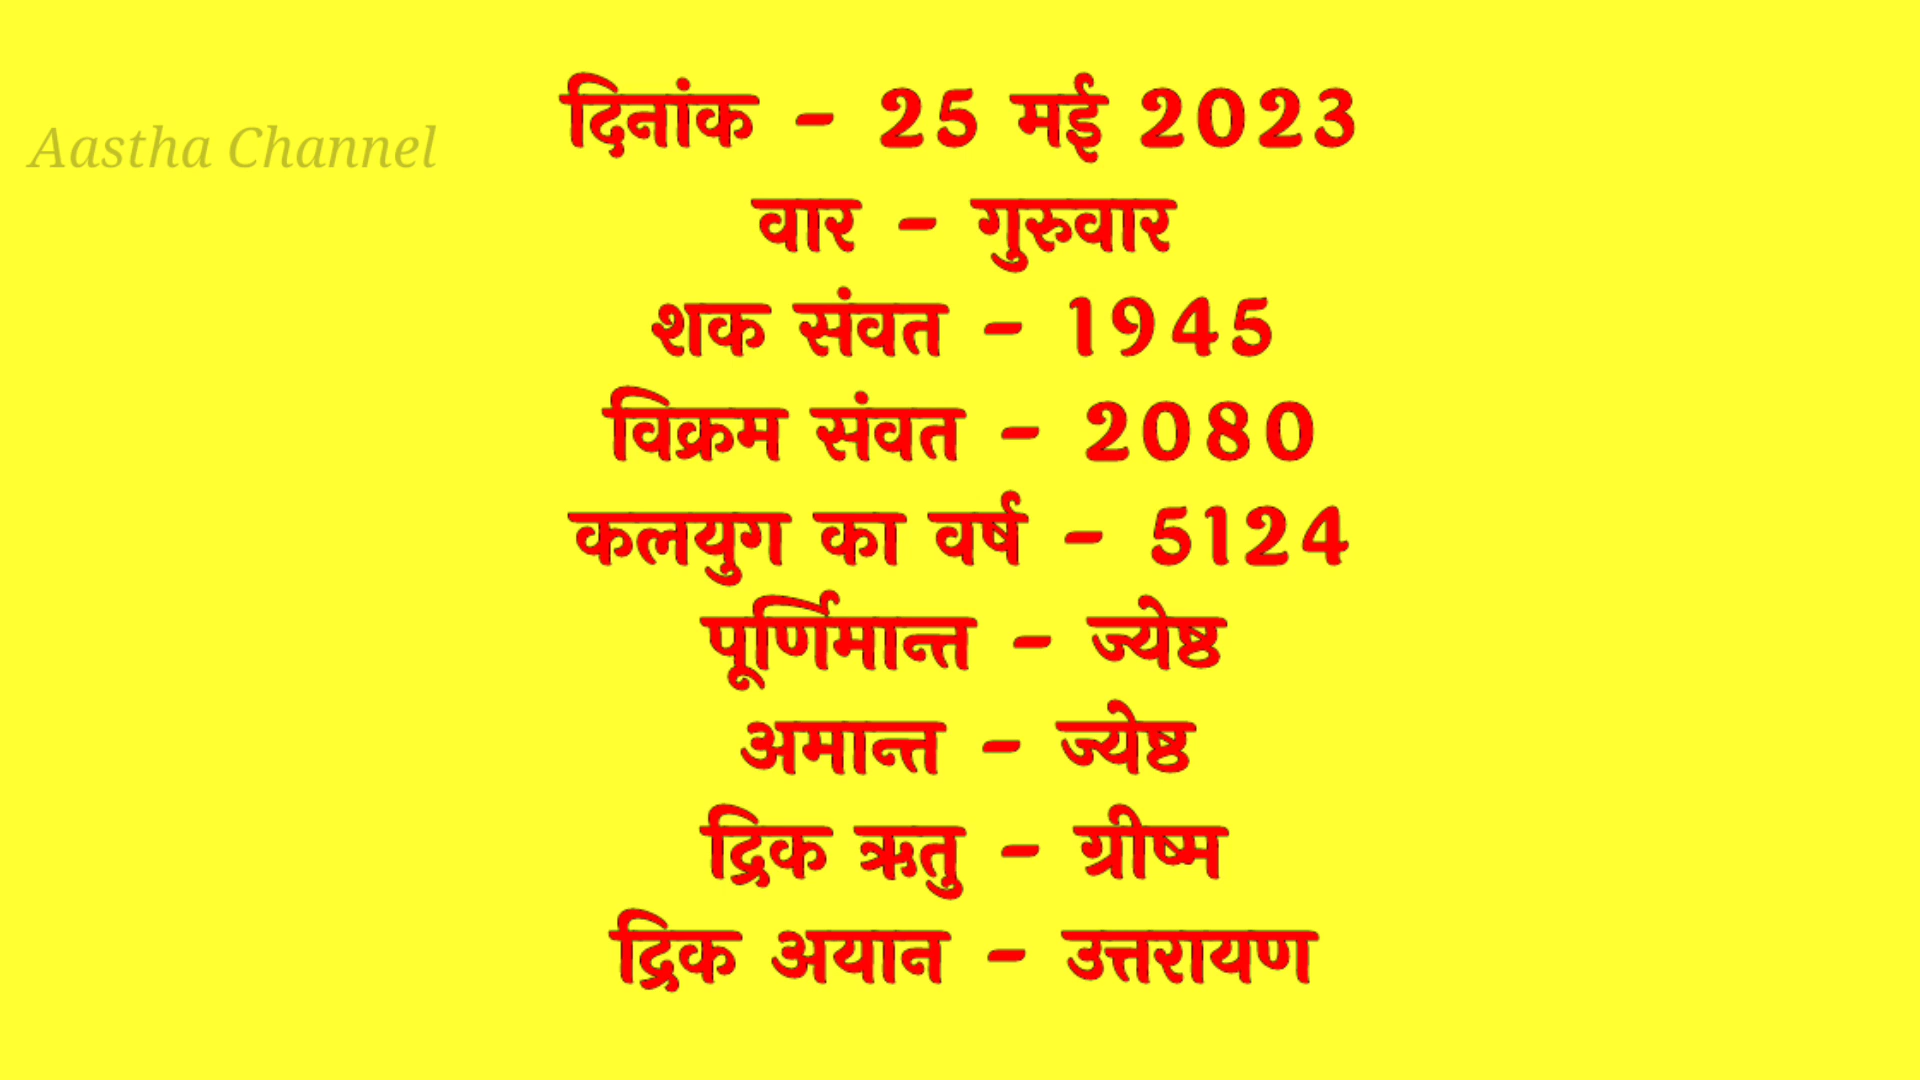 दिनांक - 25 मई 2023
Aastha Channel
वार - गुरुवार
शक संवत - 1945
विक्रम संवत - 2080
कलयुग का वर्ष - 5124
पूर्णिमान्त - ज्येष्ठ
अमान्त - ज्येष्ठ
द्रिक ऋतु - ग्रीष्म
द्रिक अयान - उत्तरायण